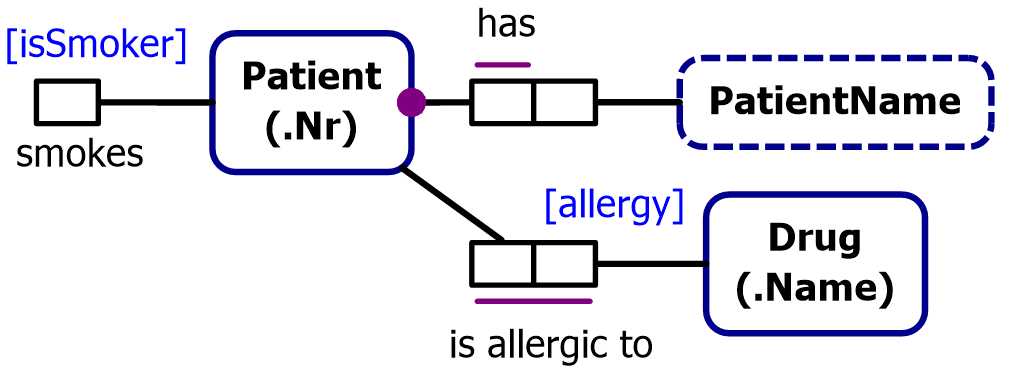 [isSmoker]
smokes
Patient
(.Nr)
has
PatientName
[allergy]
Drug
(.Name)
is allergic to